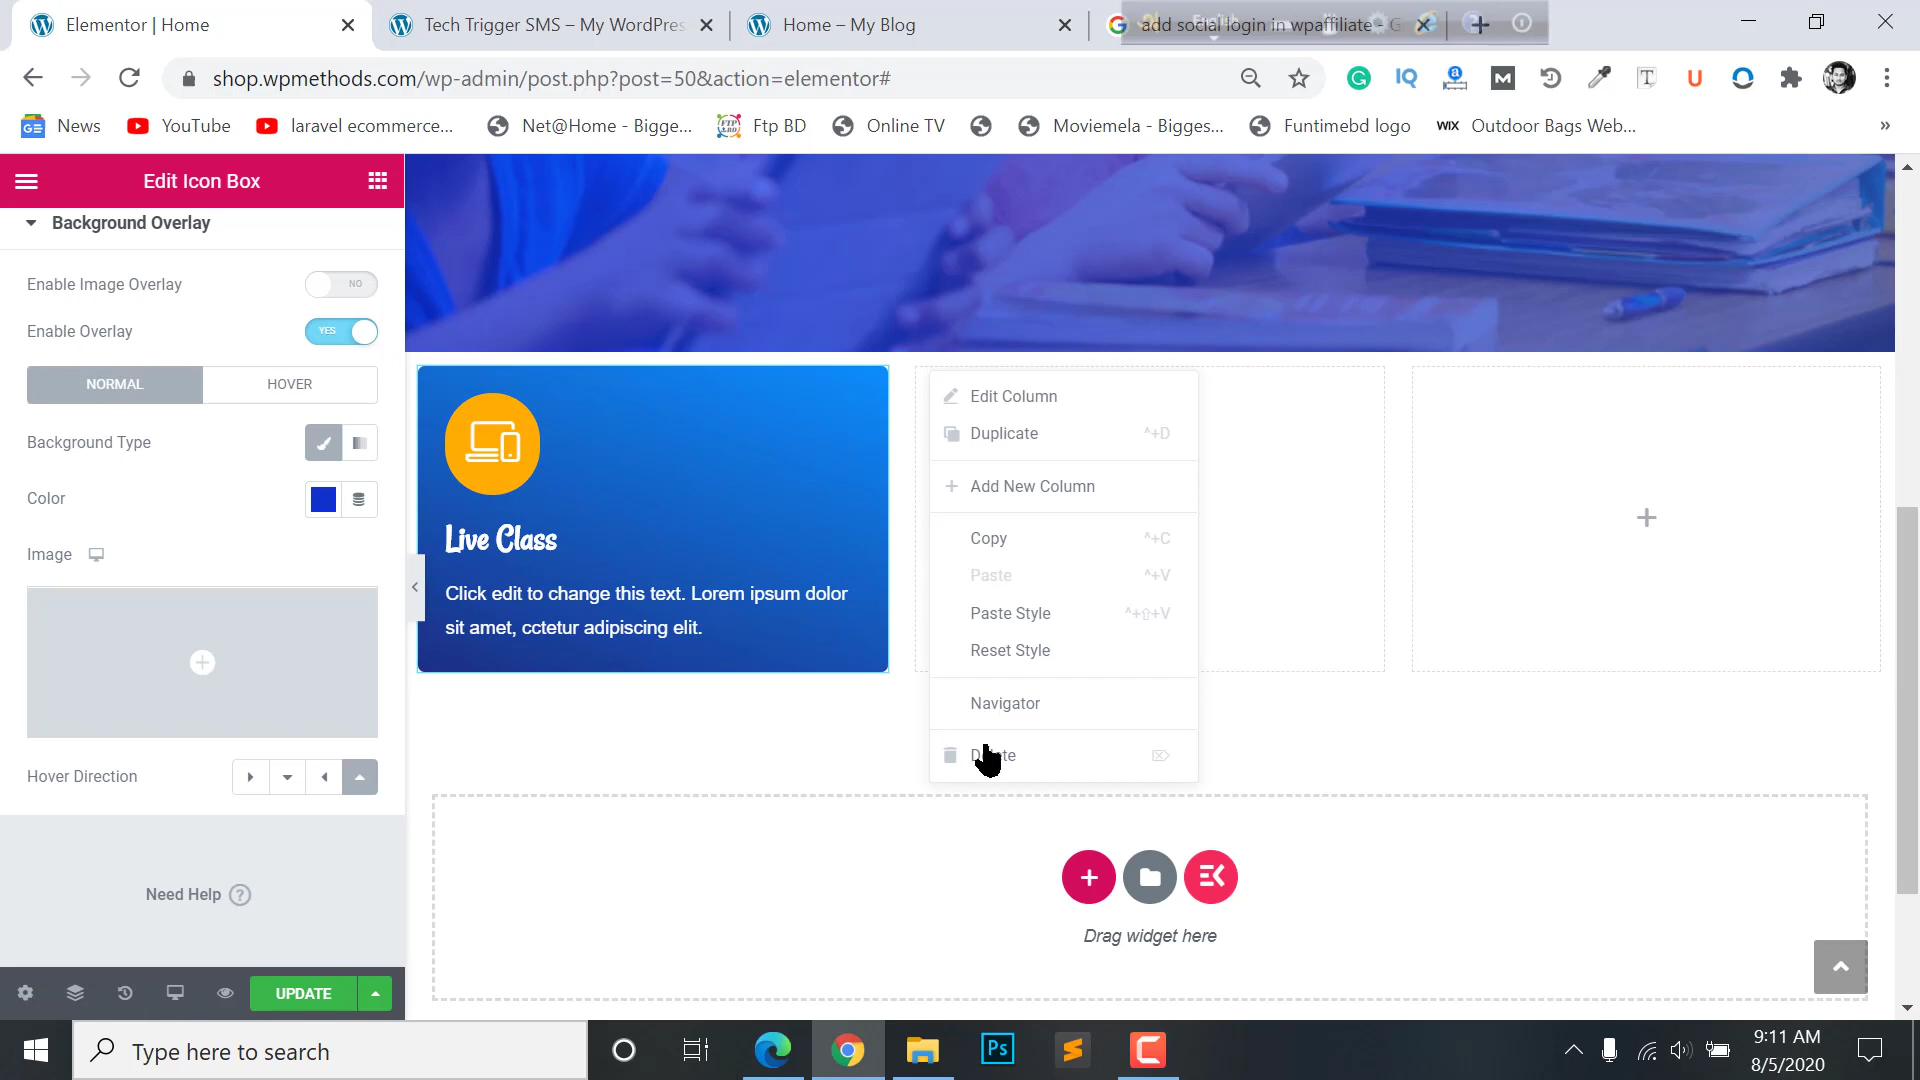 Elementor | Home
Tech Trigger SMS – My WordPres
Home – My Blog
add social login in wpaffiliate - G
shop.wpmethods.com/wp-admin/post.php?post=50&action=elementor#
News
YouTube
laravel ecommerce...
Net@Home - Bigge...
Ftp BD
Online TV
Moviemela - Bigges...
Funtimebd logo
WIX
Outdoor Bags Web...
»
Edit Icon Box
Background Overlay
Enable Image Overlay
NO
Enable Overlay
YES
NORMAL
HOVER
Background Type
Color
Image
Hover Direction
Need Help
UPDATE
Live Class
Click edit to change this text. Lorem ipsum dolor
sit amet, cctetur adipiscing elit.
Edit Column
Duplicate ^+D
Add New Column
Copy ^+C
Paste ^+V
Paste Style ^+⇧+V
Reset Style
Navigator
Delete
Drag widget here
Type here to search
Ps
9:11 AM
8/5/2020